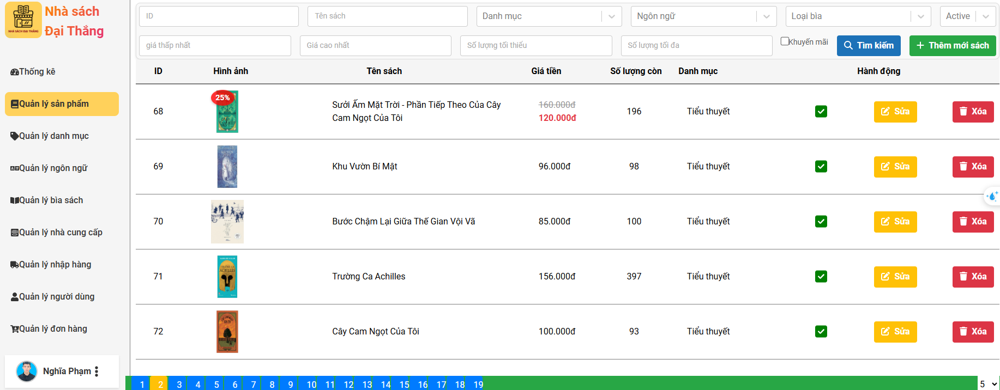 NHÀ SÁCH ĐẠI THẮNG
Nhà sách
Đại Thắng
Thống kê
Quản lý sản phẩm
Quản lý danh mục
Quản lý ngôn ngữ
Quản lý bìa sách
Quản lý nhà cung cấp
Quản lý nhập hàng
Quản lý người dùng
Quản lý đơn hàng
Nghĩa Phạm
ID Tên sách Danh mục Ngôn ngữ Loại bìa Active
giá thấp nhất Giá cao nhất Số lượng tối thiểu Số lượng tối đa Khuyến mãi Tìm kiếm Thêm mới sách
ID Hình ảnh Tên sách Giá tiền Số lượng còn Danh mục Hành động
25%
68 Sưởi Ấm Mặt Trời - Phần Tiếp Theo Của Cây Cam Ngọt Của Tôi 160.000đ 120.000đ 196 Tiểu thuyết Sửa Xóa
69 Khu Vườn Bí Mật 96.000đ 98 Tiểu thuyết Sửa Xóa
70 Bước Chậm Lại Giữa Thế Gian Vội Vã 85.000đ 100 Tiểu thuyết Sửa Xóa
71 Trường Ca Achilles 156.000đ 397 Tiểu thuyết Sửa Xóa
72 Cây Cam Ngọt Của Tôi 100.000đ 93 Tiểu thuyết Sửa Xóa
1 2 3 4 5 6 7 8 9 10 11 12 13 14 15 16 17 18 19 5